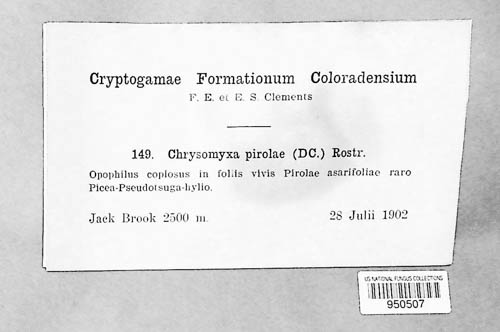 Cryptogamae Formationum Coloradensium
F. E. et E. S. Clements
149. Chrysomyxa pirolae (DC.) Rostr.
Opophilus copiosus in foliis vivis Pirolae asarifoliae raro
Picea-Pseudotsuga-hylio.
Jack Brook 2500 m. 28 Julii 1902
US NATIONAL FUNGUS COLLECTIONS
950507